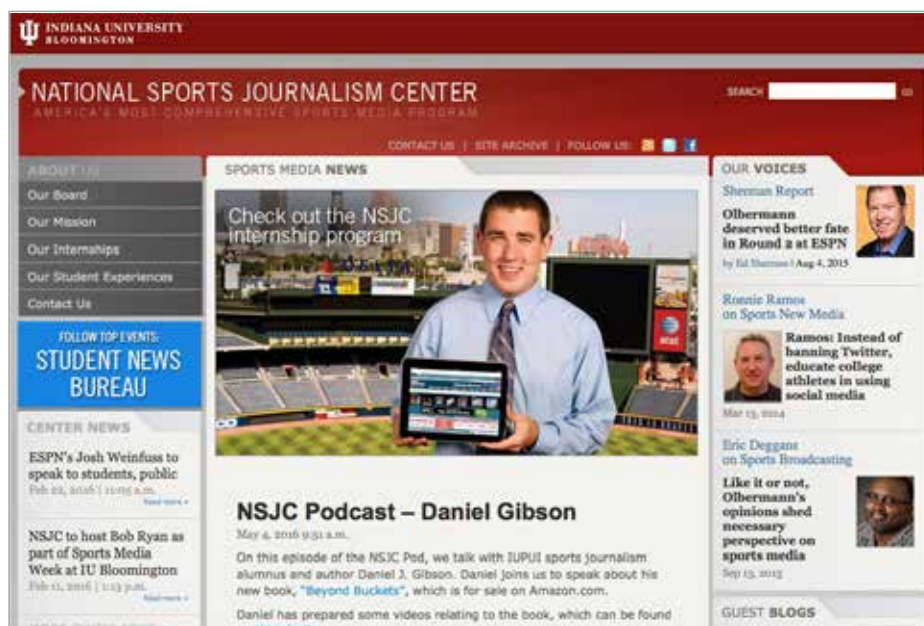 INDIANA UNIVERSITY
BLOOMINGTON
NATIONAL SPORTS JOURNALISM CENTER
AMERICA'S MOST COMPREHENSIVE SPORTS MEDIA PROGRAM
SEARCH
GO
CONTACT US | SITE ARCHIVE | FOLLOW US:
ABOUT US
Our Board
Our Mission
Our Internships
Our Student Experiences
Contact Us
FOLLOW TOP EVENTS:
STUDENT NEWS
BUREAU
CENTER NEWS
ESPN's Josh Weinfuss to
speak to students, public
Feb 22, 2016 | 11:05 a.m.
Read more »
NSJC to host Bob Ryan as
part of Sports Media
Week at IU Bloomington
Feb 11, 2016 | 1:13 p.m.
Read more »
SPORTS MEDIA NEWS
Check out the NSJC
internship program
DELTA
at&t
NSJC Podcast – Daniel Gibson
May 4, 2016 9:51 a.m.
On this episode of the NSJC Pod, we talk with IUPUI sports journalism
alumnus and author Daniel J. Gibson. Daniel joins us to speak about his
new book, "Beyond Buckets", which is for sale on Amazon.com.
Daniel has prepared some videos relating to the book, which can be found
OUR VOICES
Sherman Report
Olbermann
deserved better fate
in Round 2 at ESPN
by Ed Sherman | Aug 4, 2015
Ronnie Ramos
on Sports New Media
Ramos: Instead of
banning Twitter,
educate college
athletes in using
social media
Mar 13, 2014
Eric Deggans
on Sports Broadcasting
Like it or not,
Olbermann's
opinions shed
necessary
perspective on
sports media
Sep 13, 2013
GUEST BLOGS